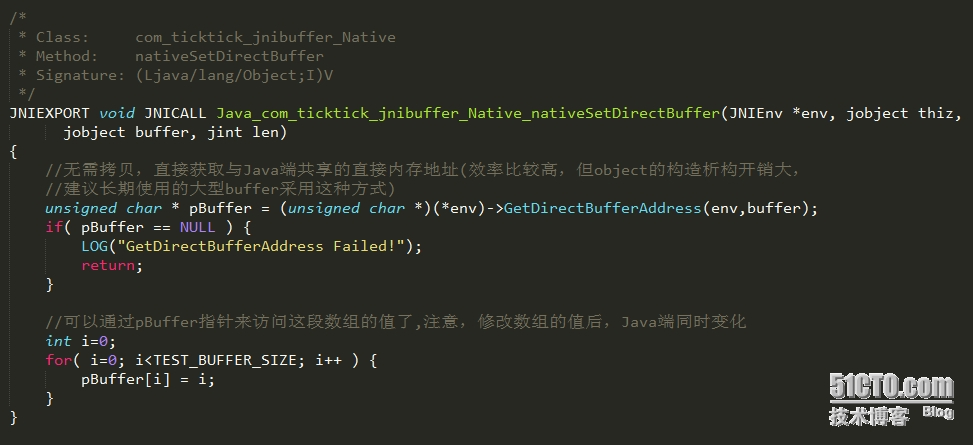 /*
 * Class:     com_ticktick_jnibuffer_Native
 * Method:    nativeSetDirectBuffer
 * Signature: (Ljava/lang/Object;I)V
 */
JNIEXPORT void JNICALL Java_com_ticktick_jnibuffer_Native_nativeSetDirectBuffer(JNIEnv *env, jobject thiz,
      jobject buffer, jint len)
{
    //无需拷贝，直接获取与Java端共享的直接内存地址(效率比较高，但object的构造析构开销大，
    //建议长期使用的大型buffer采用这种方式)
    unsigned char * pBuffer = (unsigned char *)(*env)->GetDirectBufferAddress(env,buffer);
    if( pBuffer == NULL ) {
        LOG("GetDirectBufferAddress Failed!");
        return;
    }

    //可以通过pBuffer指针来访问这段数组的值了,注意，修改数组的值后，Java端同时变化
    int i=0;
    for( i=0; i<TEST_BUFFER_SIZE; i++ ) {
        pBuffer[i] = i;
    }
}
51CTO.com
技术博客 Blog